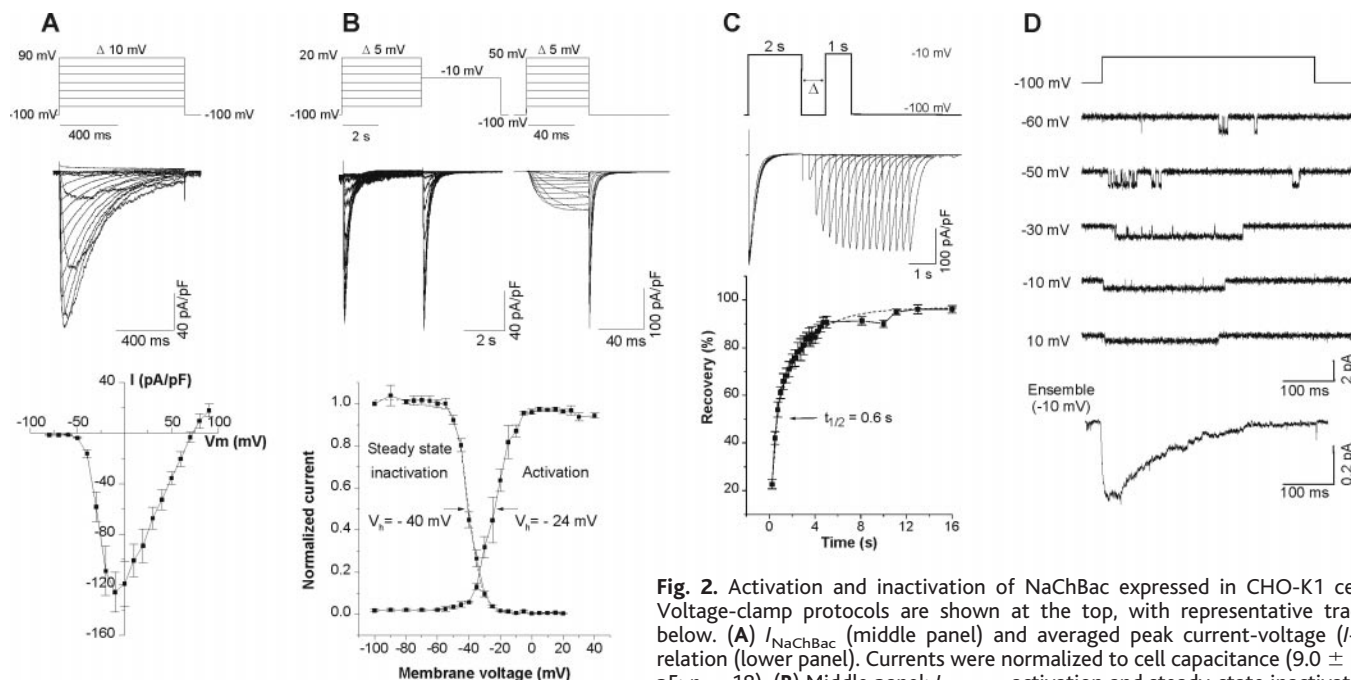 A
Δ 10 mV
90 mV
-100 mV
-100 mV
400 ms
40 pA/pF
400 ms
I (pA/pF)
40
-100
-50
50
100
Vm (mV)
-40
-80
-120
-160
B
Δ 5 mV
20 mV
-10 mV
-100 mV
2 s
Δ 5 mV
50 mV
-100 mV
40 ms
40 pA/pF
2 s
100 pA/pF
40 ms
Normalized current
1.0
0.8
0.6
0.4
0.2
0.0
Steady state
inactivation
Activation
Vh= - 40 mV
Vh= - 24 mV
-100 -80 -60 -40 -20 0 20 40
Membrane voltage (mV)
C
2 s
1 s
-10 mV
Δ
-100 mV
100 pA/pF
1 s
Recovery (%)
100
80
60
40
20
t1/2 = 0.6 s
0 4 8 12 16
Time (s)
D
-100 mV
-60 mV
-50 mV
-30 mV
-10 mV
10 mV
2 pA
100 ms
Ensemble
(-10 mV)
0.2 pA
100 ms
Fig. 2. Activation and inactivation of NaChBac expressed in CHO-K1 ce
Voltage-clamp protocols are shown at the top, with representative tra
below. (A) INaChBac (middle panel) and averaged peak current-voltage (I-
relation (lower panel). Currents were normalized to cell capacitance (9.0 ±